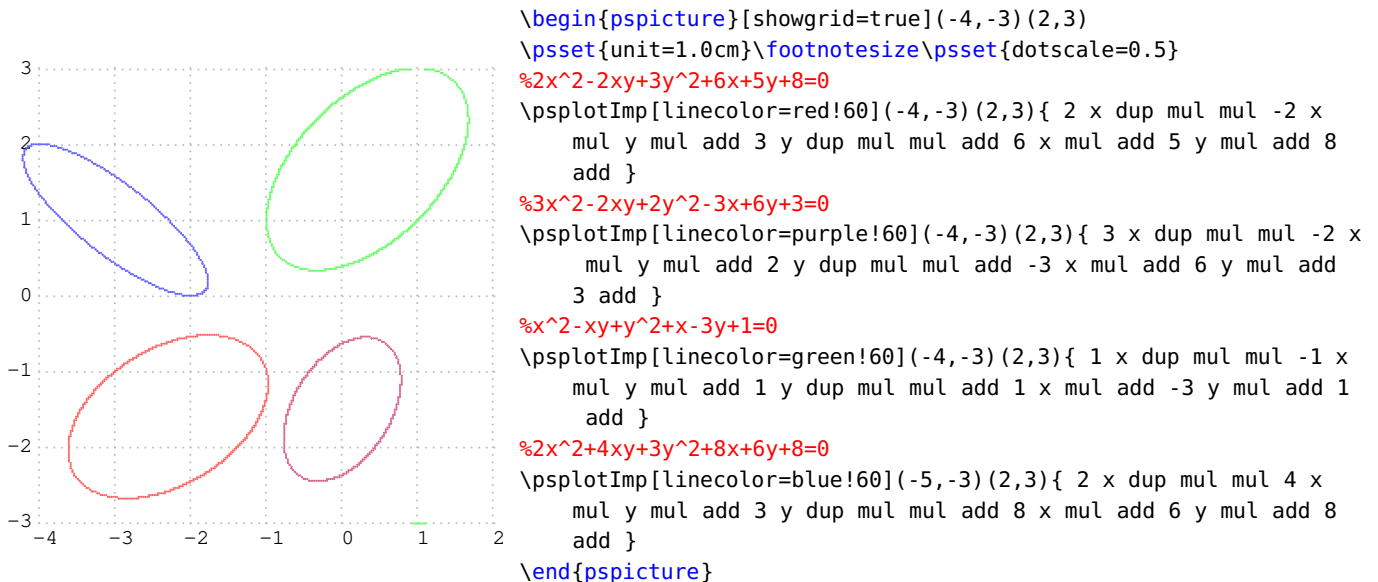 \begin{pspicture}[showgrid=true](-4,-3)(2,3)
\psset{unit=1.0cm}\footnotesize\psset{dotscale=0.5}
%2x^2-2xy+3y^2+6x+5y+8=0
\psplotImp[linecolor=red!60](-4,-3)(2,3){ 2 x dup mul mul -2 x
mul y mul add 3 y dup mul mul add 6 x mul add 5 y mul add 8
add }
%3x^2-2xy+2y^2-3x+6y+3=0
\psplotImp[linecolor=purple!60](-4,-3)(2,3){ 3 x dup mul mul -2 x
mul y mul add 2 y dup mul mul add -3 x mul add 6 y mul add
3 add }
%x^2-xy+y^2+x-3y+1=0
\psplotImp[linecolor=green!60](-4,-3)(2,3){ 1 x dup mul mul -1 x
mul y mul add 1 y dup mul mul add 1 x mul add -3 y mul add 1
add }
%2x^2+4xy+3y^2+8x+6y+8=0
\psplotImp[linecolor=blue!60](-5,-3)(2,3){ 2 x dup mul mul 4 x
mul y mul add 3 y dup mul mul add 8 x mul add 6 y mul add 8
add }
\end{pspicture}
3
2
1
0
−1
−2
−3
−4 −3 −2 −1 0 1 2